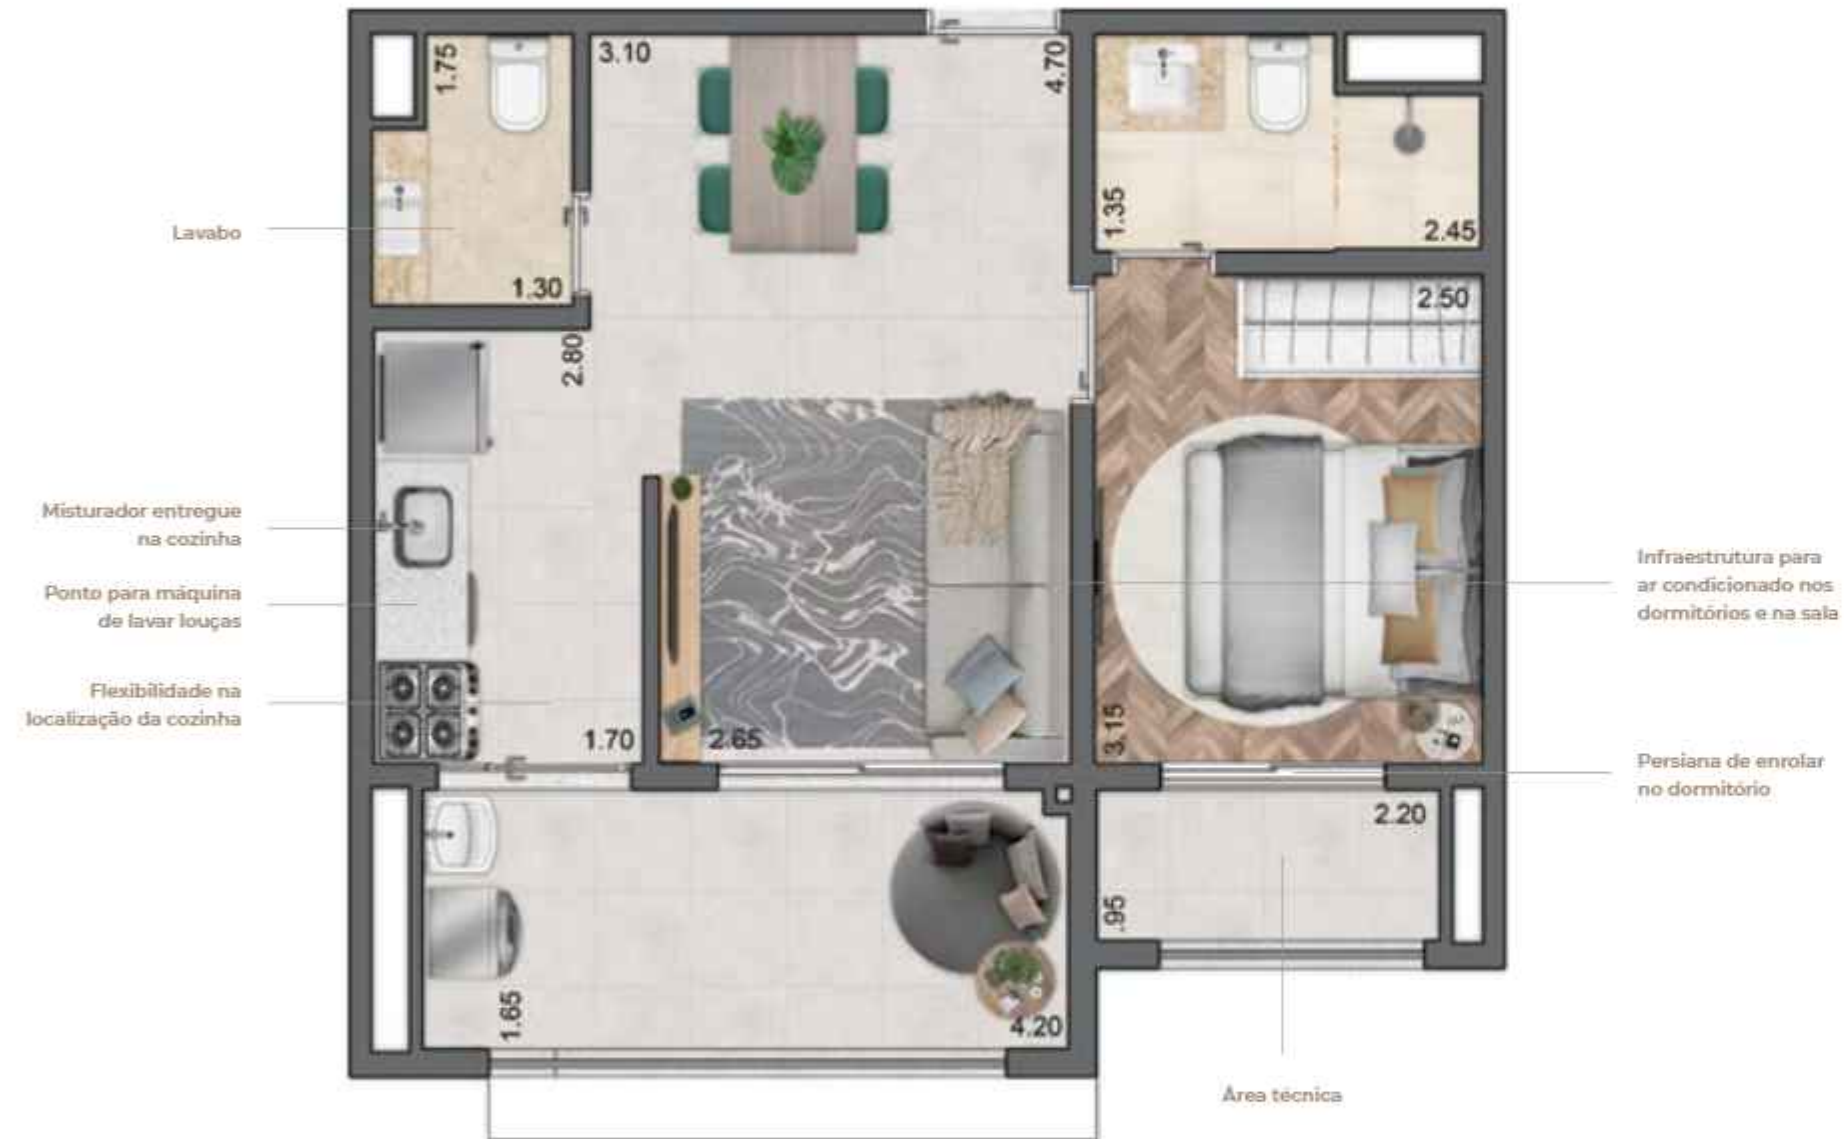 1.75
3.10
4.70
1.35
2.45
Lavabo
1.30
2.50
2.80
Misturador entregue
na cozinha
Ponto para máquina
de lavar louças
Flexibilidade na
localização da cozinha
1.70
2.65
3.15
Infraestrutura para
ar condicionado nos
dormitórios e na sala
Persiana de enrolar
no dormitório
2.20
.95
1.65
4.20
Área técnica